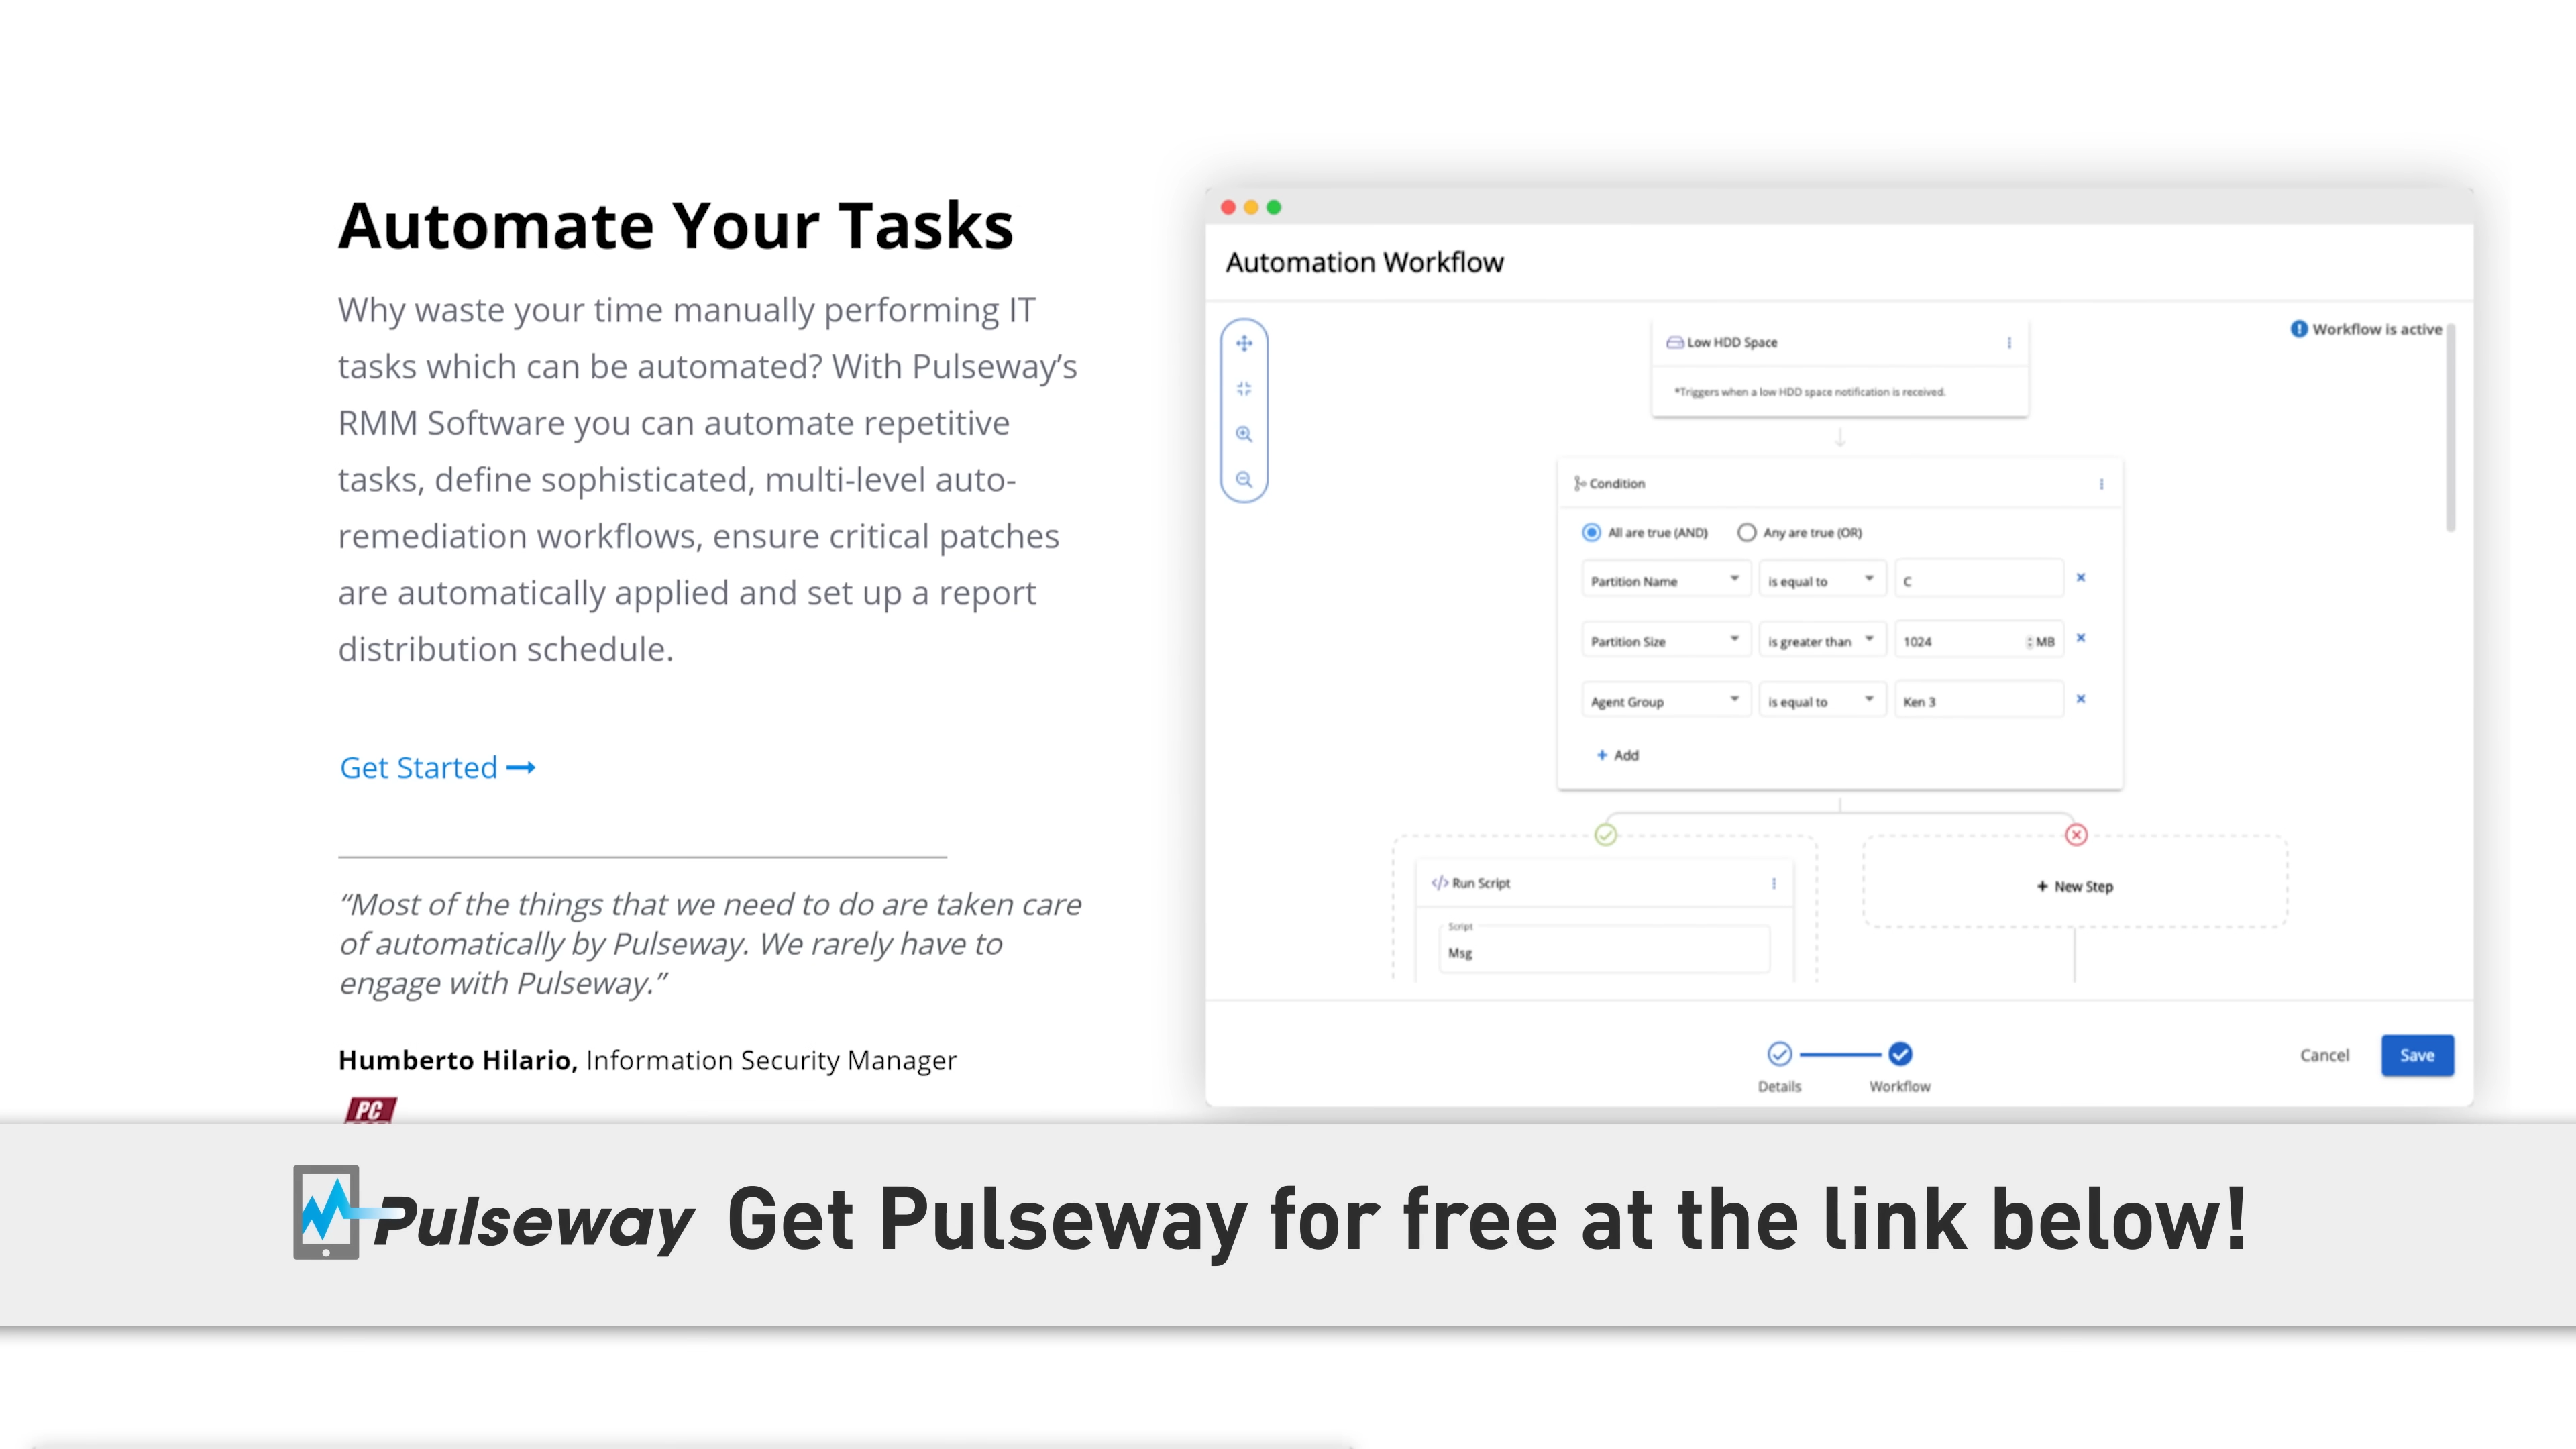 Automate Your Tasks
Why waste your time manually performing IT
tasks which can be automated? With Pulseway’s
RMM Software you can automate repetitive
tasks, define sophisticated, multi-level auto-
remediation workflows, ensure critical patches
are automatically applied and set up a report
distribution schedule.
Get Started
“Most of the things that we need to do are taken care
of automatically by Pulseway. We rarely have to
engage with Pulseway.”
Humberto Hilario, Information Security Manager
PC
Automation Workflow
Workflow is active
Low HDD Space
*Triggers when a low HDD space notification is received.
Condition
All are true (AND) Any are true (OR)
Partition Name is equal to C
Partition Size is greater than 1024 MB
Agent Group is equal to Ken 3
+ Add
</> Run Script
Script
Msg
+ New Step
Details Workflow
Cancel Save
Pulseway Get Pulseway for free at the link below!